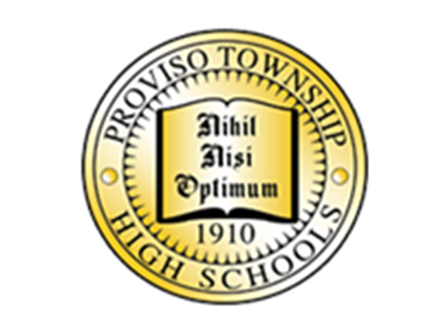 PROVISO TOWNSHIP
Nihil
Nisi
Optimum
1910
HIGH SCHOOLS